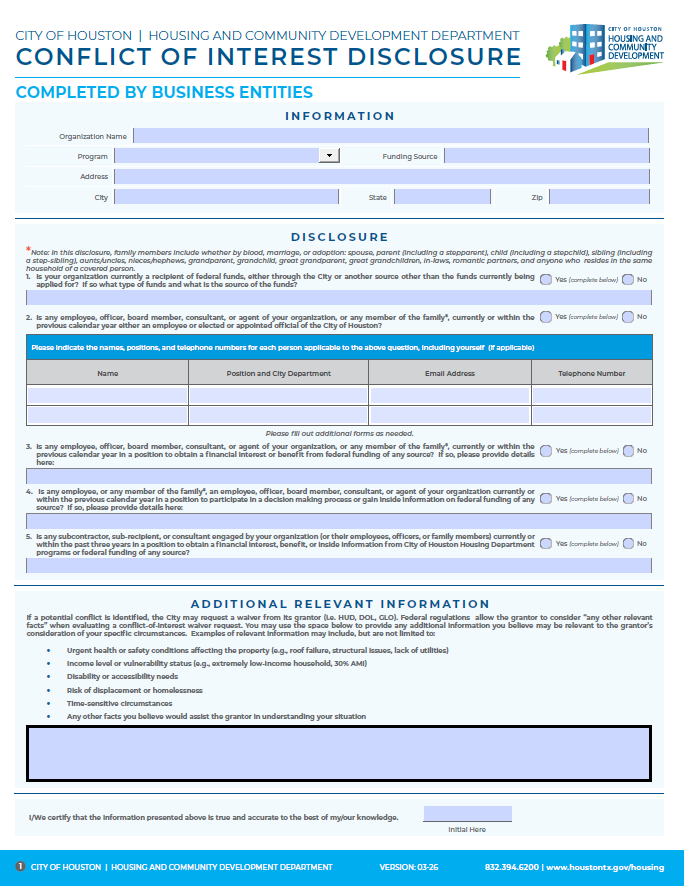 CITY OF HOUSTON | HOUSING AND COMMUNITY DEVELOPMENT DEPARTMENT
CONFLICT OF INTEREST DISCLOSURE
CITY OF HOUSTON
HOUSING AND
COMMUNITY
DEVELOPMENT
COMPLETED BY BUSINESS ENTITIES
INFORMATION
Organization Name
Program
Funding Source
Address
City
State
Zip
DISCLOSURE
*Note: In this disclosure, family members include whether by blood, marriage, or adoption: spouse, parent (including a stepparent), child (including a stepchild), sibling (including
a step-sibling), aunts/uncles, nieces/nephews, grandparent, grandchild, great grandparent, great grandchildren, in-laws, romantic partners, and anyone who resides in the same
household of a covered person.
1. Is your organization currently a recipient of federal funds, either through the City or another source other than the funds currently being
applied for? If so what type of funds and what is the source of the funds?
Yes (complete below) No
2. Is any employee, officer, board member, consultant, or agent of your organization, or any member of the family*, currently or within the
previous calendar year either an employee or elected or appointed official of the City of Houston?
Yes (complete below) No
Please indicate the names, positions, and telephone numbers for each person applicable to the above question, including yourself (if applicable)
Name Position and City Department Email Address Telephone Number
Please fill out additional forms as needed.
3. Is any employee, officer, board member, consultant, or agent of your organization, or any member of the family*, currently or within the
previous calendar year in a position to obtain a financial interest or benefit from federal funding of any source? If so, please provide details
here:
Yes (complete below) No
4. Is any employee, or any member of the family*, an employee, officer, board member, consultant, or agent of your organization currently or
within the previous calendar year in a position to participate in a decision making process or gain inside information on federal funding of any
source? If so, please provide details here:
Yes (complete below) No
5. Is any subcontractor, sub-recipient, or consultant engaged by your organization (or their employees, officers, or family members) currently or
within the past three years in a position to obtain a financial interest, benefit, or inside information from City of Houston Housing Department
programs or federal funding of any source?
Yes (complete below) No
ADDITIONAL RELEVANT INFORMATION
If a potential conflict is identified, the City may request a waiver from its grantor (i.e. HUD, DOL, GLO). Federal regulations allow the grantor to consider "any other relevant
facts" when evaluating a conflict-of-interest waiver request. You may use the space below to provide any additional information you believe may be relevant to the grantor's
consideration of your specific circumstances. Examples of relevant information may include, but are not limited to:
• Urgent health or safety conditions affecting the property (e.g., roof failure, structural issues, lack of utilities)
• Income level or vulnerability status (e.g., extremely low-income household, 30% AMI)
• Disability or accessibility needs
• Risk of displacement or homelessness
• Time-sensitive circumstances
• Any other facts you believe would assist the grantor in understanding your situation
I/We certify that the information presented above is true and accurate to the best of my/our knowledge.
Initial Here
1 CITY OF HOUSTON | HOUSING AND COMMUNITY DEVELOPMENT DEPARTMENT VERSION: 03-26 832.394.6200 | www.houstontx.gov/housing